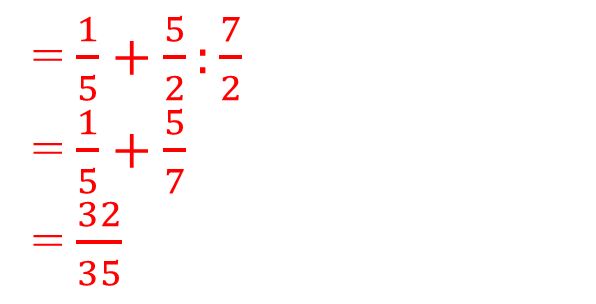 = 1/5 + 5/2 : 7/2
= 1/5 + 5/7
= 32/35